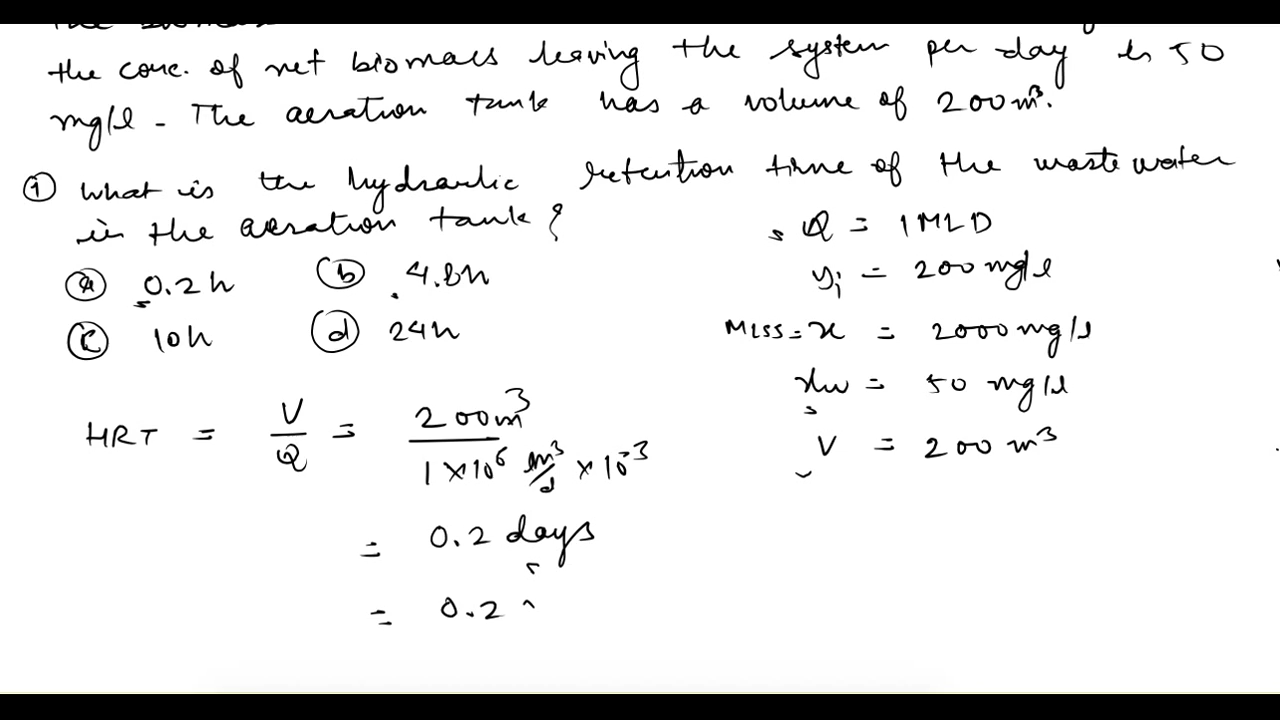 the conc. of net biomass leaving the system per day is 50
mg/l - The aeration tank has a volume of 200m³.
① What is the hydraulic retention time of the waste water
in the aeration tank?
Q = 1MLD
ⓐ 0.2h ⓑ 4.8h
yi = 200 mg/l
ⓒ 10h ⓓ 24h
MLSS = x = 2000 mg/l
xw = 50 mg/l
V = 200 m³
HRT = V/Q = 200m³ / 1×10⁶ m³/d × 10⁻³
= 0.2 days
= 0.2